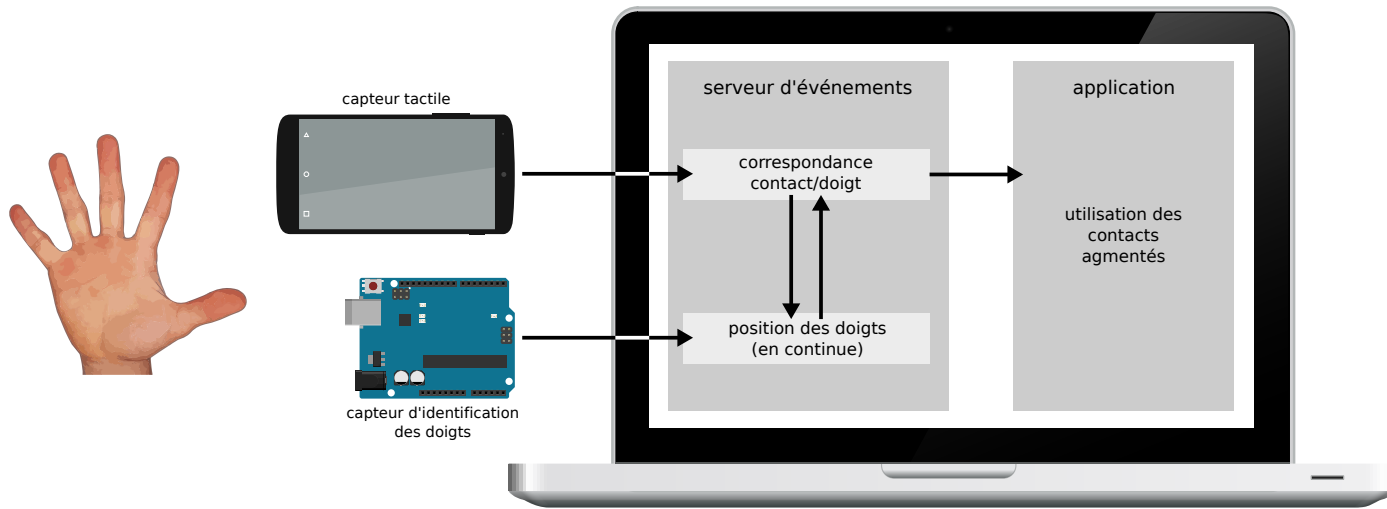 capteur tactile
capteur d'identification
des doigts
serveur d'événements
correspondance
contact/doigt
position des doigts
(en continue)
application
utilisation des
contacts
agmentés